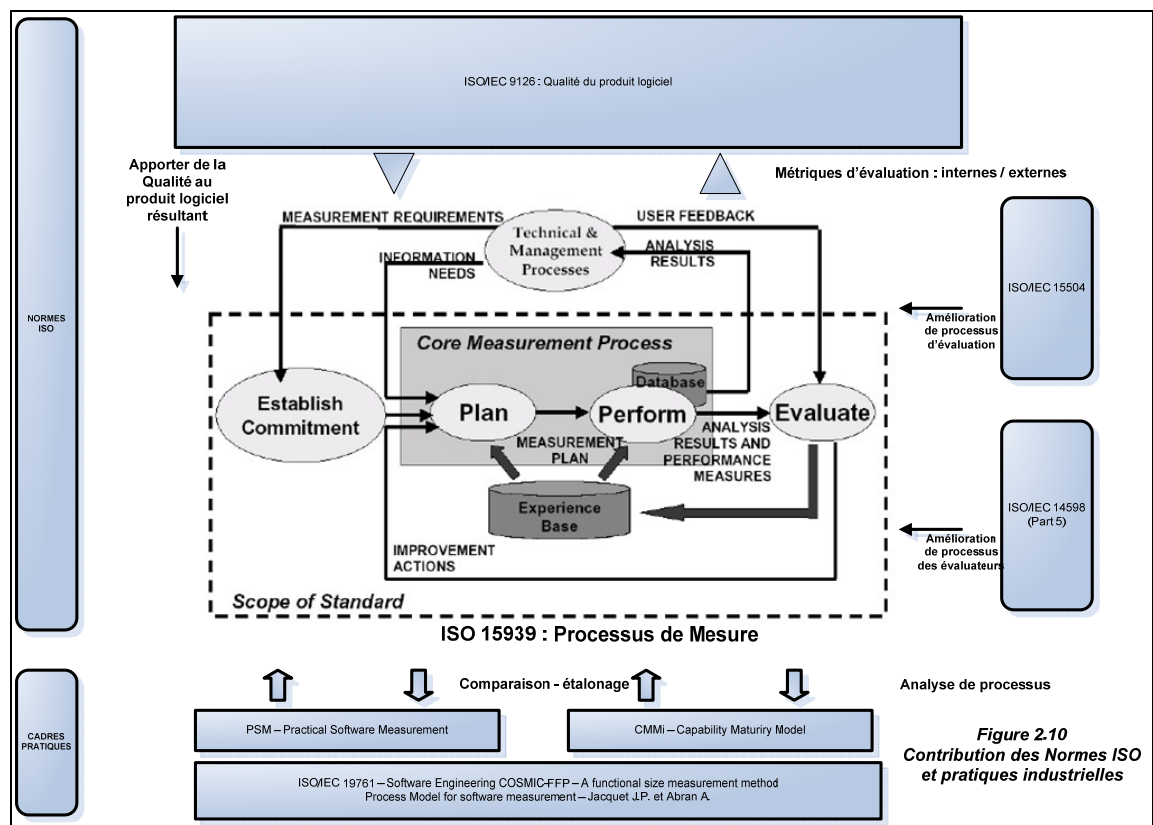 ISO/IEC 9126 : Qualité du produit logiciel
Apporter de la
Qualité au
produit logiciel
résultant
Métriques d'évaluation : internes / externes
MEASUREMENT REQUIREMENTS
USER FEEDBACK
Technical &
Management
Processes
INFORMATION
NEEDS
ANALYSIS
RESULTS
NORMES
ISO
ISO/IEC 15504
Amélioration
de processus
d'évaluation
Core Measurement Process
Database
Establish
Commitment
Plan
Perform
Evaluate
MEASUREMENT
PLAN
ANALYSIS
RESULTS AND
PERFORMANCE
MEASURES
Experience
Base
ISO/IEC 14598
(Part 5)
Amélioration
de processus
des évaluateurs
IMPROVEMENT
ACTIONS
Scope of Standard
ISO 15939 : Processus de Mesure
Comparaison - étalonage
Analyse de processus
CADRES
PRATIQUES
PSM – Practical Software Measurement
CMMi – Capability Maturiry Model
ISO/IEC 19761 – Software Engineering COSMIC-FFP – A functional size measurement method
Process Model for software measurement – Jacquet J.P. et Abran A.
Figure 2.10
Contribution des Normes ISO
et pratiques industrielles